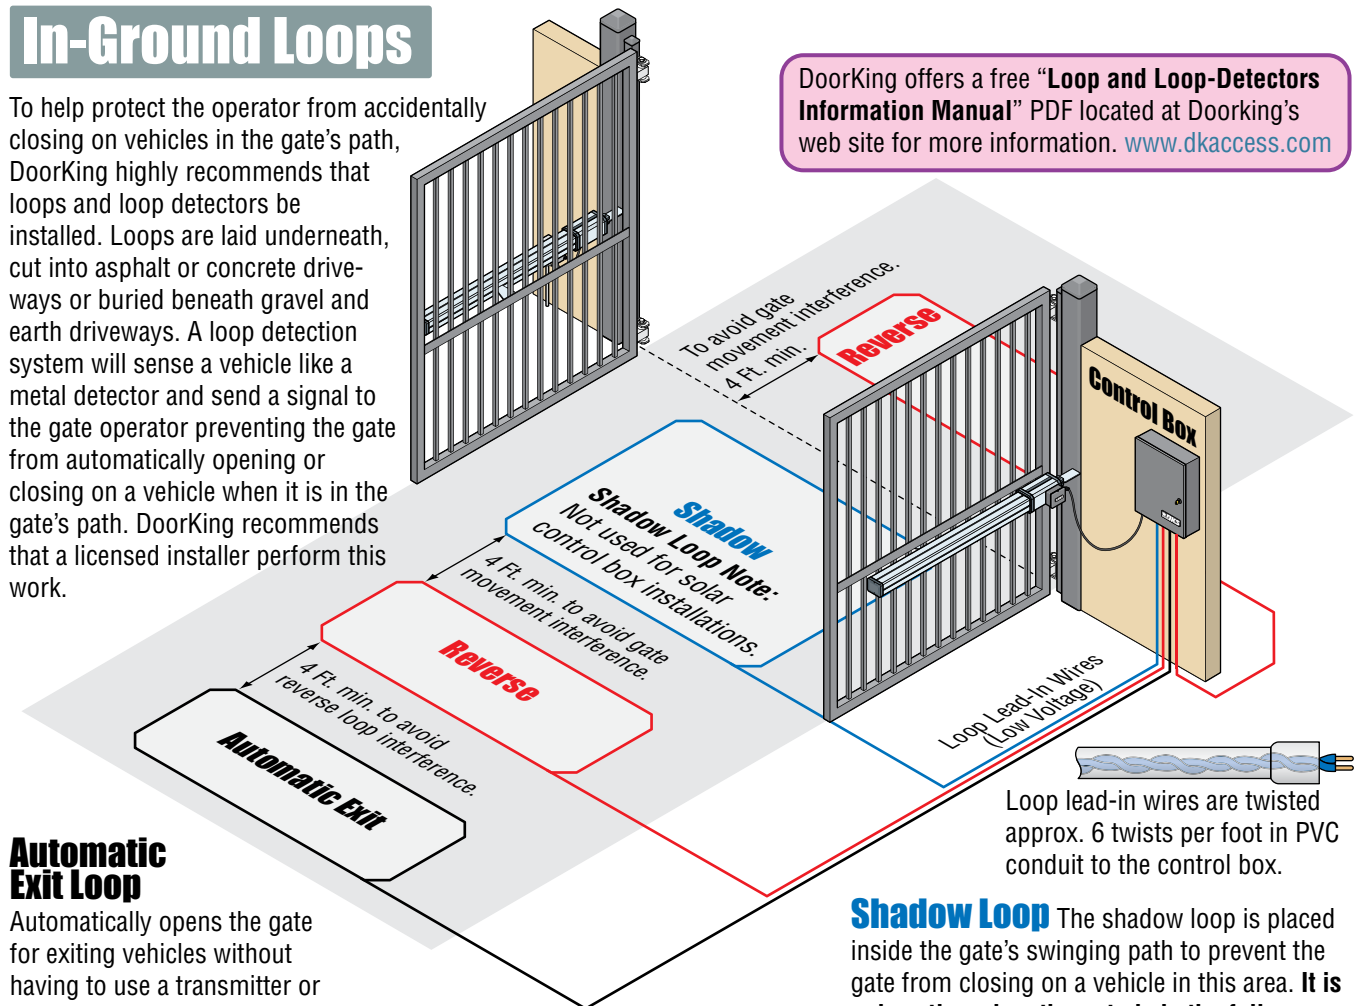 In-Ground Loops
To help protect the operator from accidentally
closing on vehicles in the gate's path,
DoorKing highly recommends that
loops and loop detectors be
installed. Loops are laid underneath,
cut into asphalt or concrete drive-
ways or buried beneath gravel and
earth driveways. A loop detection
system will sense a vehicle like a
metal detector and send a signal to
the gate operator preventing the gate
from automatically opening or
closing on a vehicle when it is in the
gate's path. DoorKing recommends
that a licensed installer perform this
work.
DoorKing offers a free “Loop and Loop-Detectors
Information Manual” PDF located at Doorking's
web site for more information. www.dkaccess.com
To avoid gate
movement interference.
4 Ft. min.
Reverse
Control Box
Shadow
Shadow Loop Note:
Not used for solar
control box installations.
4 Ft. min. to avoid gate
movement interference.
Reverse
4 Ft. min. to avoid
reverse loop interference.
Automatic Exit
Loop Lead-In Wires
(Low Voltage)
Loop lead-in wires are twisted
approx. 6 twists per foot in PVC
conduit to the control box.
Automatic
Exit Loop
Automatically opens the gate
for exiting vehicles without
having to use a transmitter or
Shadow Loop The shadow loop is placed
inside the gate's swinging path to prevent the
gate from closing on a vehicle in this area. It is